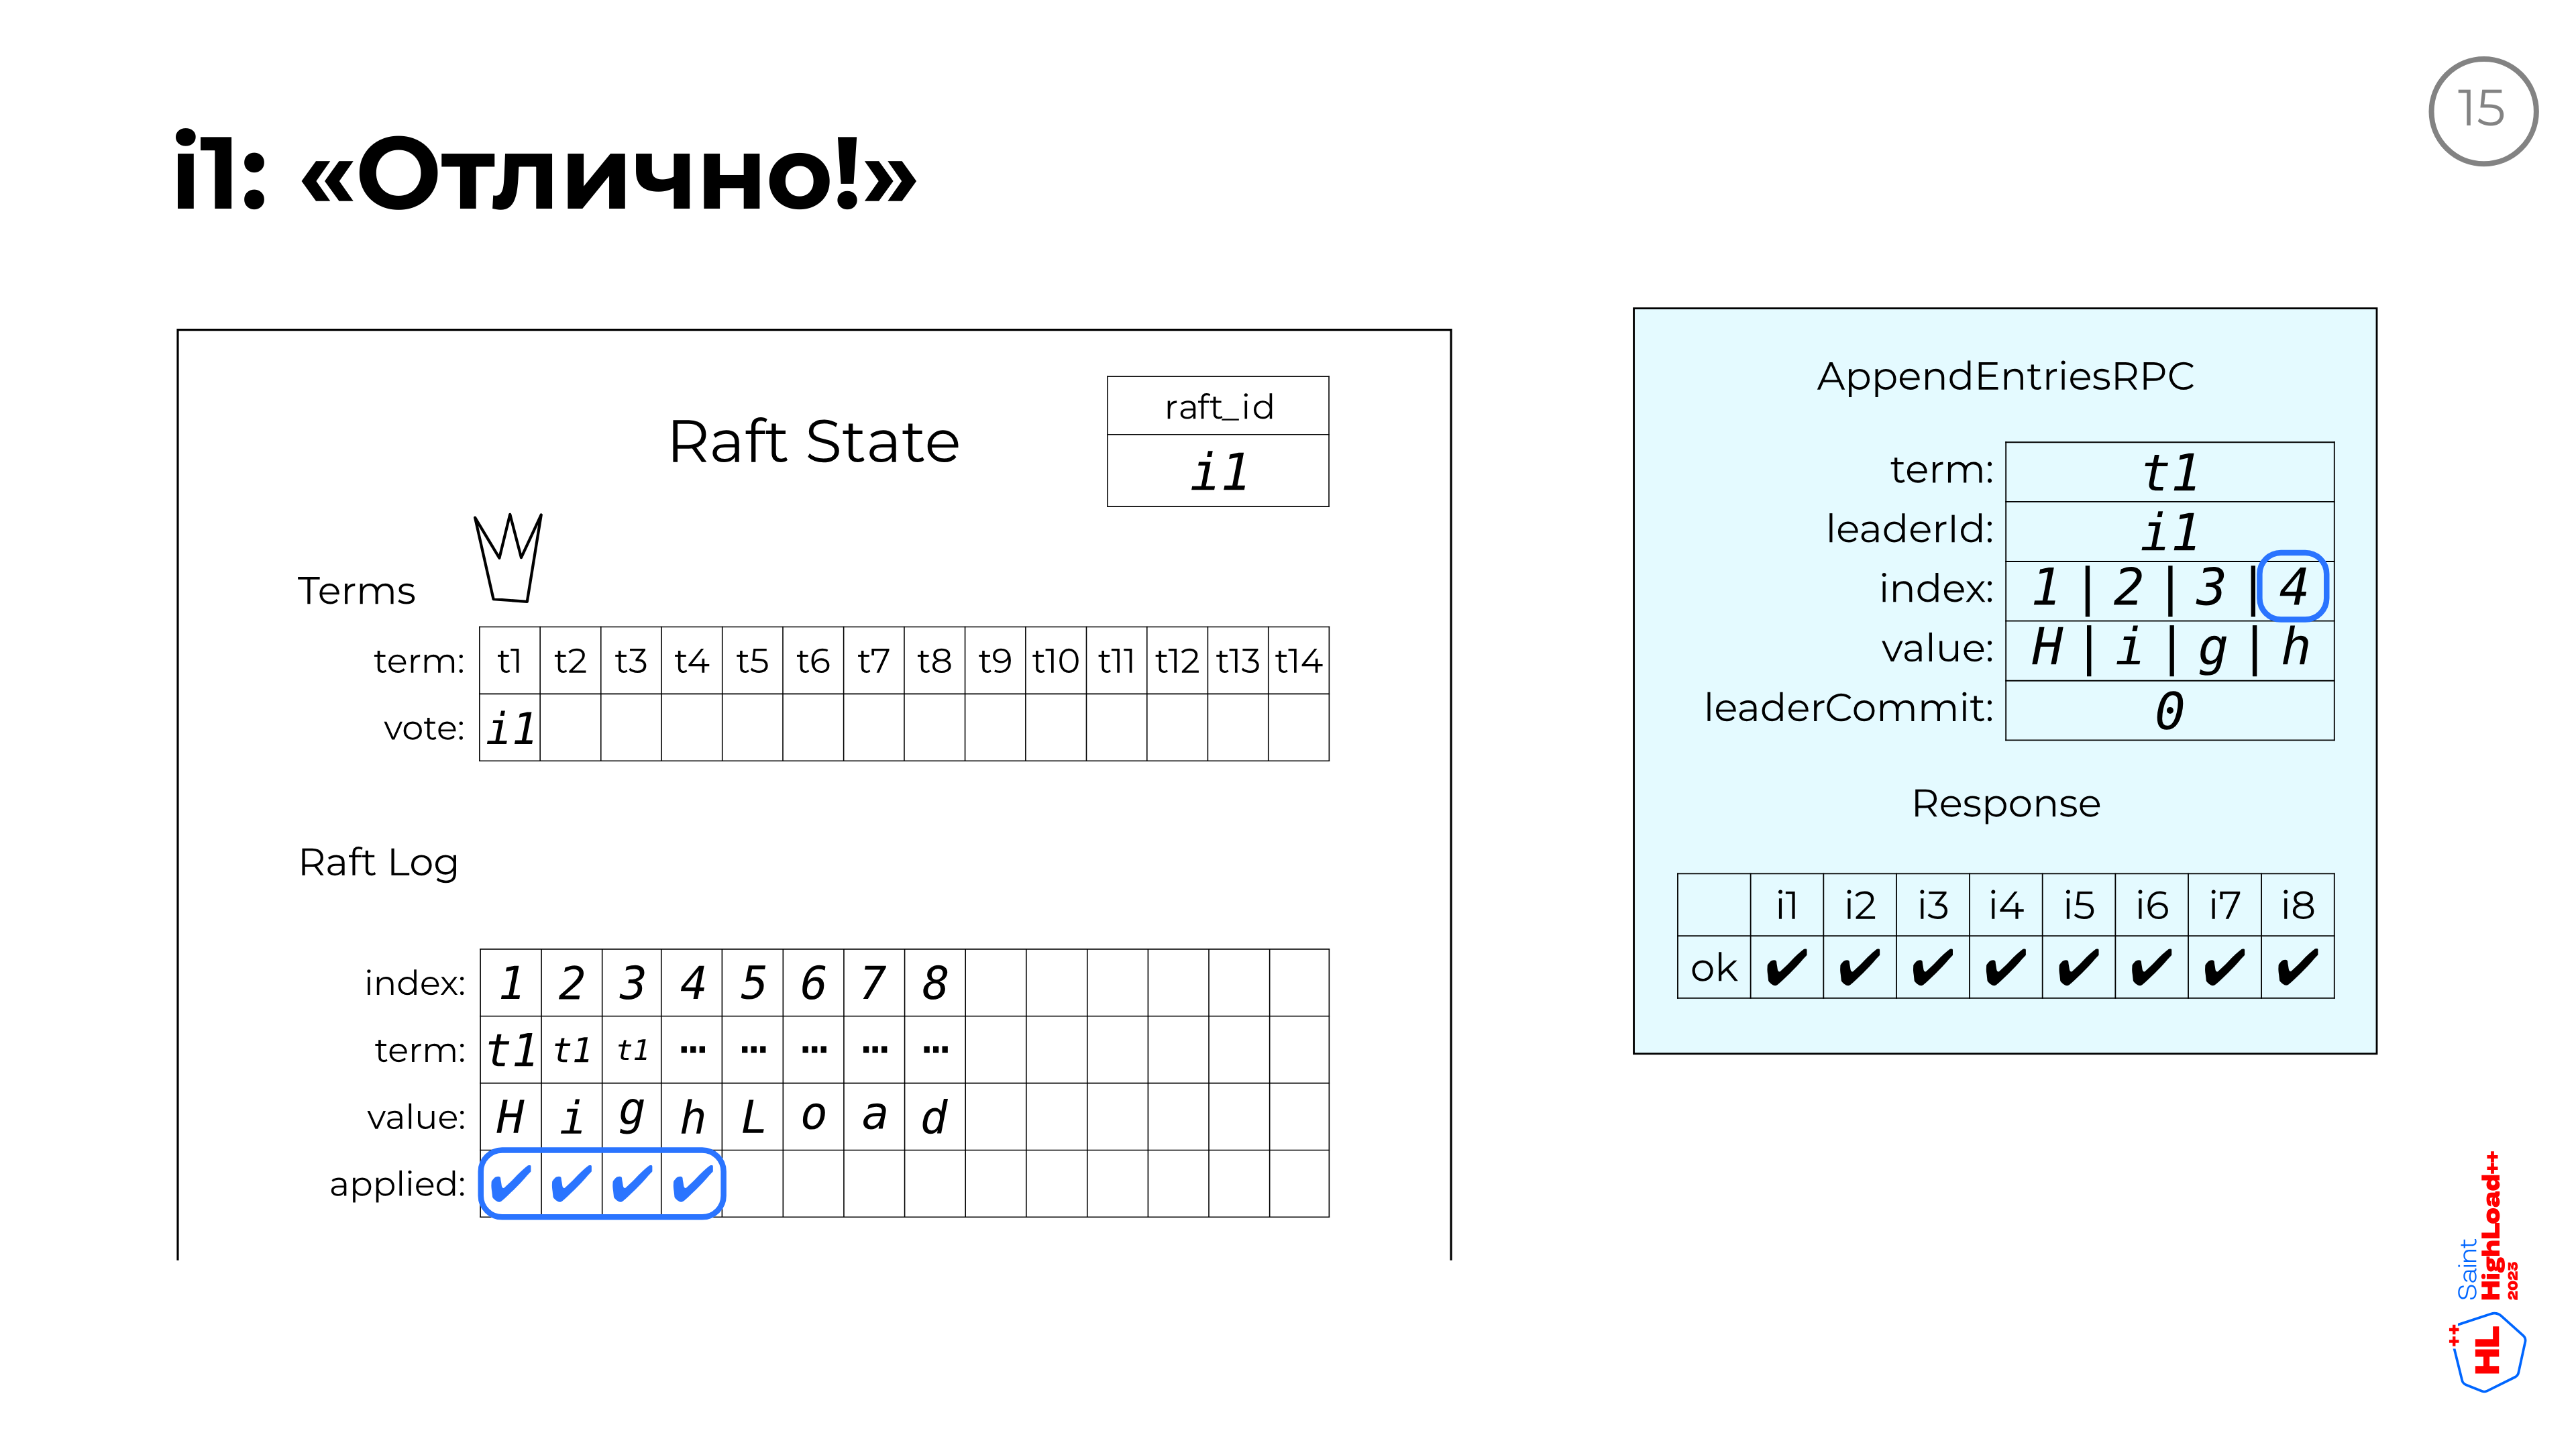 15
i1: «Отлично!»
Raft State
raft_id
i1
Terms
term: t1 t2 t3 t4 t5 t6 t7 t8 t9 t10 t11 t12 t13 t14
vote: i1
Raft Log
index: 1 2 3 4 5 6 7 8
term: t1 t1 t1 … … … … …
value: H i g h L o a d
applied: ✔ ✔ ✔ ✔
AppendEntriesRPC
term: t1
leaderId: i1
index: 1 | 2 | 3 | 4
value: H | i | g | h
leaderCommit: 0
Response
i1 i2 i3 i4 i5 i6 i7 i8
ok ✔ ✔ ✔ ✔ ✔ ✔ ✔ ✔
Saint
HighLoad++
2023
HL++